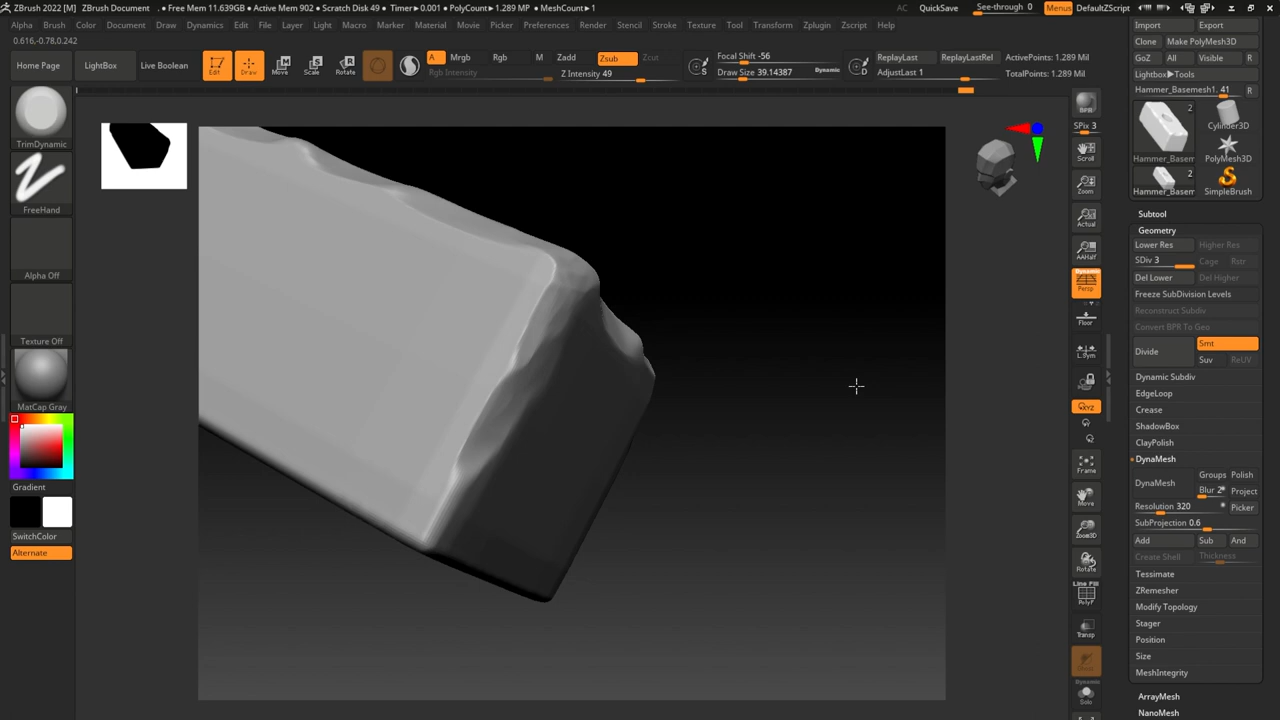 ZBrush 2022 [M] ZBrush Document . • Free Mem 11.639GB • Active Mem 902 • Scratch Disk 49 • Timer▶0.001 • PolyCount▶1.289 MP • MeshCount▶1 AC QuickSave See-through 0 Menus DefaultZScript
Alpha Brush Color Document Draw Dynamics Edit File Layer Light Macro Marker Material Movie Picker Preferences Render Stencil Stroke Texture Tool Transform Zplugin Zscript Help
0.616,-0.78,0.242
Home Page LightBox Live Boolean Edit Draw Move Scale Rotate A Mrgb Rgb M Zadd Zsub Zcut
Rgb Intensity Z Intensity 49
Focal Shift -56
Draw Size 39.14387 Dynamic
S D
ReplayLast ReplayLastRel
AdjustLast 1
ActivePoints: 1.289 Mil
TotalPoints: 1.289 Mil
TrimDynamic
FreeHand
Alpha Off
Texture Off
MatCap Gray
Gradient
SwitchColor
Alternate
BPR
SPix 3
Scroll
Zoom
Actual
AAHalf
Dynamic
Persp
Floor
L.Sym
XYZ
Frame
Move
Zoom3D
Rotate
Line Fill
PolyF
Transp
Dynamic
Solo
Import Export
Clone Make PolyMesh3D
GoZ All Visible R
Lightbox▶Tools
Hammer_Basemesh1. 41 R
2
Hammer_Basem
Cylinder3D
PolyMesh3D
2
Hammer_Basem
SimpleBrush
Subtool
Geometry
Lower Res Higher Res
SDiv 3 Cage Rstr
Del Lower Del Higher
Freeze SubDivision Levels
Reconstruct Subdiv
Convert BPR To Geo
Divide Smt
Suv ReUV
Dynamic Subdiv
EdgeLoop
Crease
ShadowBox
ClayPolish
DynaMesh
DynaMesh Groups Polish
Blur 2 Project
Resolution 320 Picker
SubProjection 0.6
Add Sub And
Create Shell Thickness
Tessimate
ZRemesher
Modify Topology
Stager
Position
Size
MeshIntegrity
ArrayMesh
NanoMesh